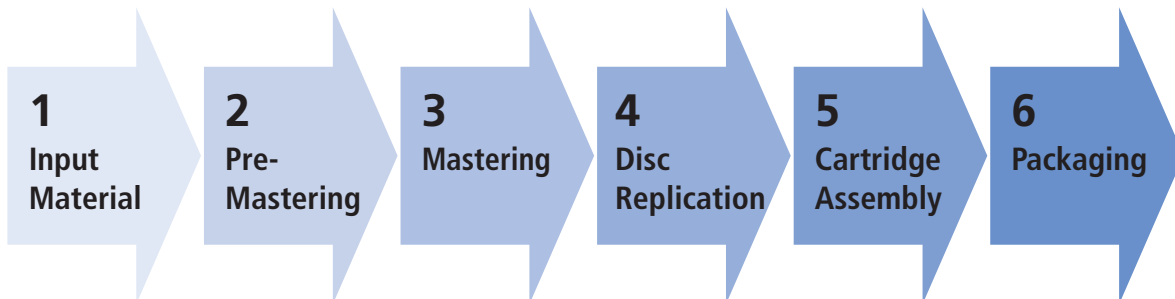 1
Input
Material
2
Pre-
Mastering
3
Mastering
4
Disc
Replication
5
Cartridge
Assembly
6
Packaging